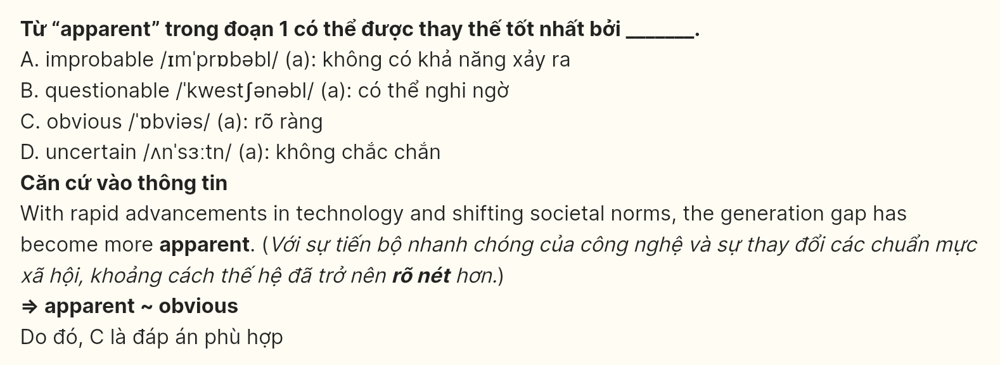 Từ “apparent” trong đoạn 1 có thể được thay thế tốt nhất bởi _______.
A. improbable /ɪmˈprɒbəbl/ (a): không có khả năng xảy ra
B. questionable /ˈkwestʃənəbl/ (a): có thể nghi ngờ
C. obvious /ˈɒbviəs/ (a): rõ ràng
D. uncertain /ʌnˈsɜːtn/ (a): không chắc chắn
Căn cứ vào thông tin
With rapid advancements in technology and shifting societal norms, the generation gap has
become more apparent. (Với sự tiến bộ nhanh chóng của công nghệ và sự thay đổi các chuẩn mực
xã hội, khoảng cách thế hệ đã trở nên rõ nét hơn.)
⇒ apparent ~ obvious
Do đó, C là đáp án phù hợp